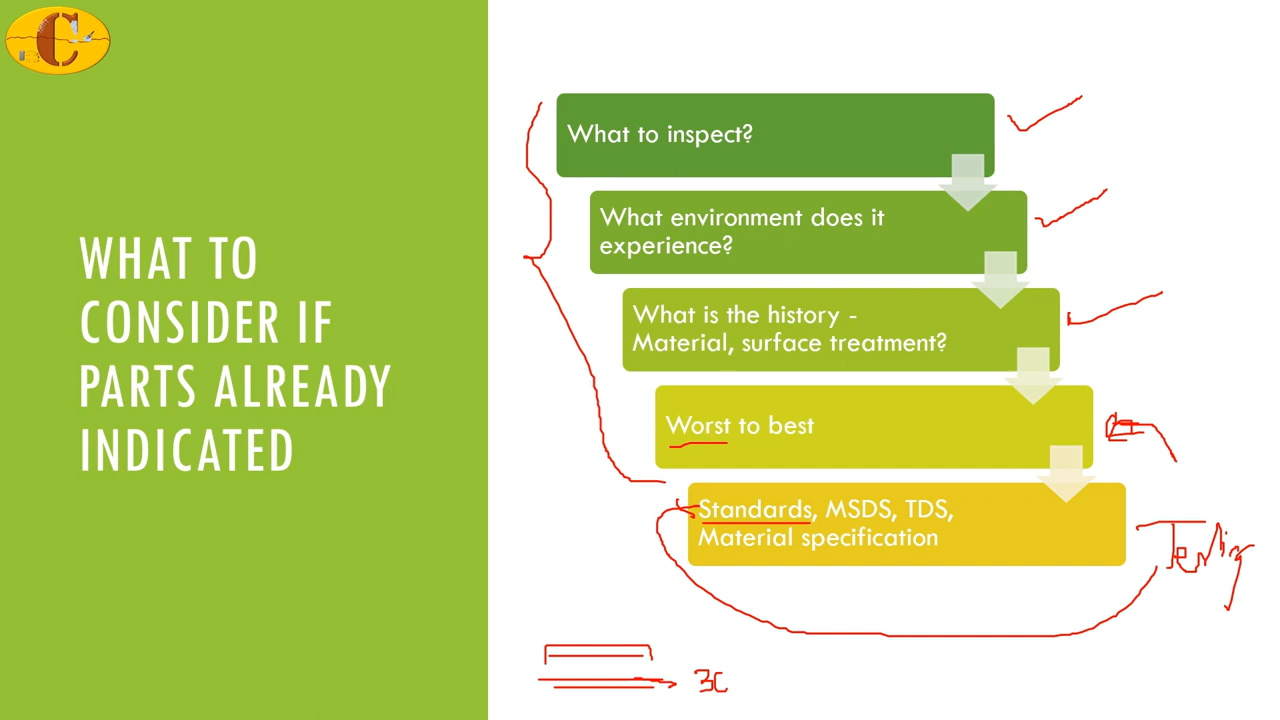 WHAT TO
CONSIDER IF
PARTS ALREADY
INDICATED
What to inspect?
What environment does it
experience?
What is the history -
Material, surface treatment?
Worst to best
Standards, MSDS, TDS,
Material specification
Testing
C